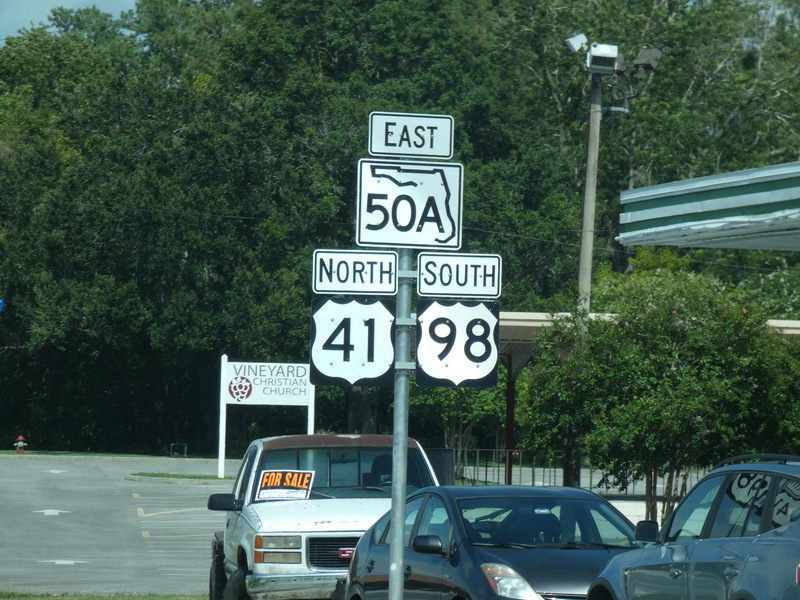 EAST
50A
NORTH
SOUTH
41
98
VINEYARD
CHRISTIAN
CHURCH
FOR SALE